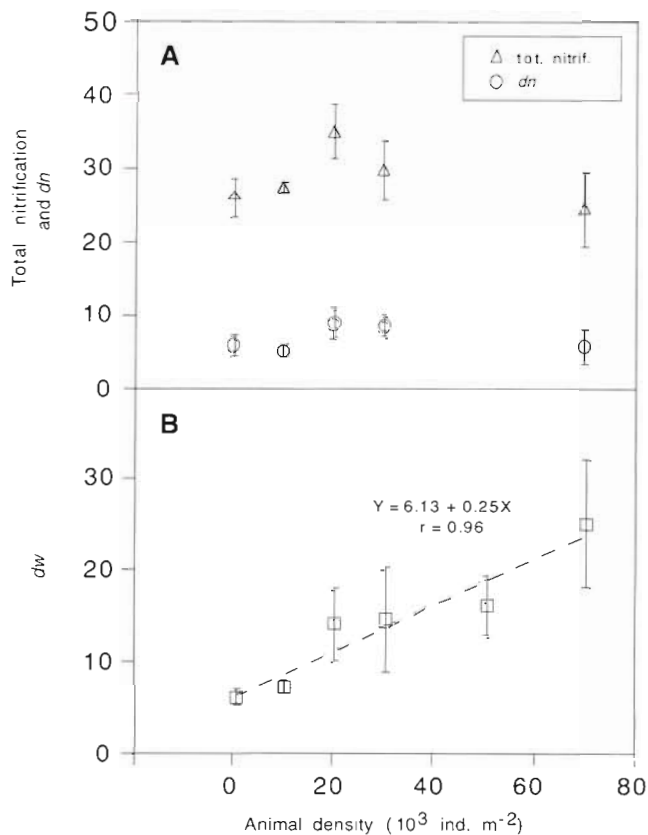 50
A
tot. nitrif.
dn
40
30
20
10
0
Total nitrification
and dn
B
30
Y = 6.13 + 0.25X
r = 0.96
20
dw
10
0
0 20 40 60 80
Animal density (10³ ind. m⁻²)